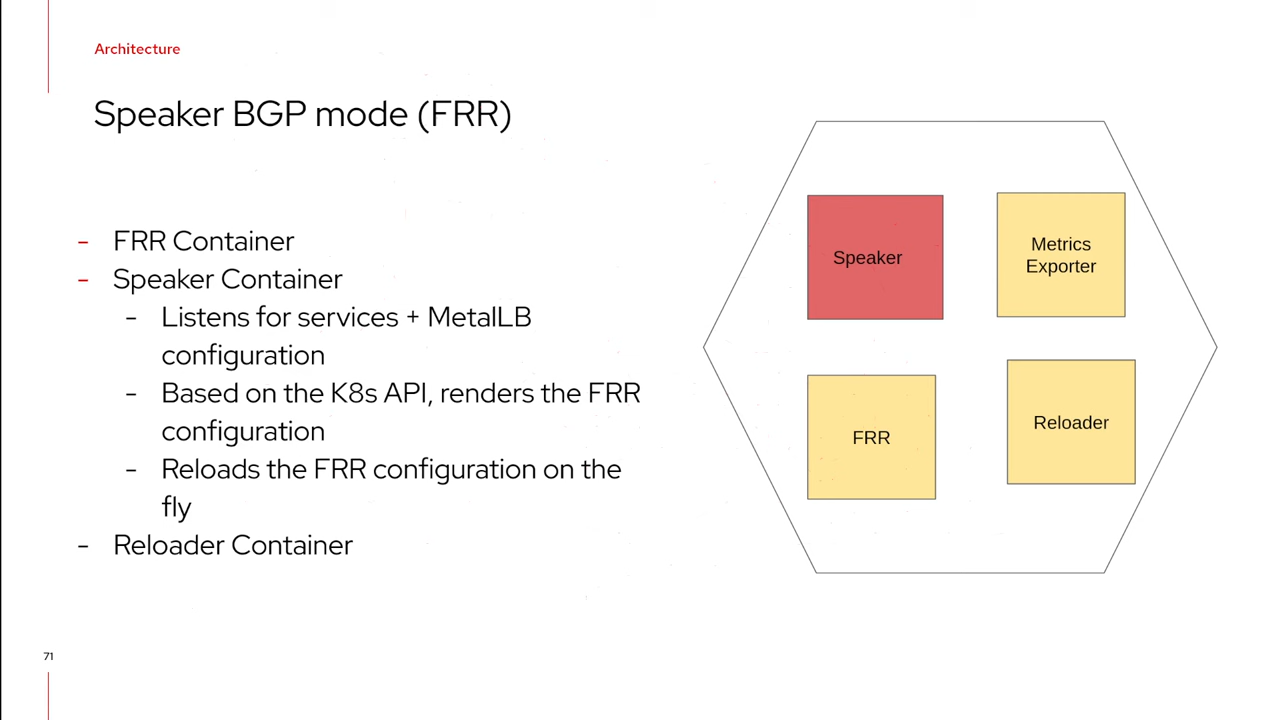 Architecture
Speaker BGP mode (FRR)
- FRR Container
- Speaker Container
- Listens for services + MetalLB
configuration
- Based on the K8s API, renders the FRR
configuration
- Reloads the FRR configuration on the
fly
- Reloader Container
Speaker
Metrics
Exporter
FRR
Reloader
71